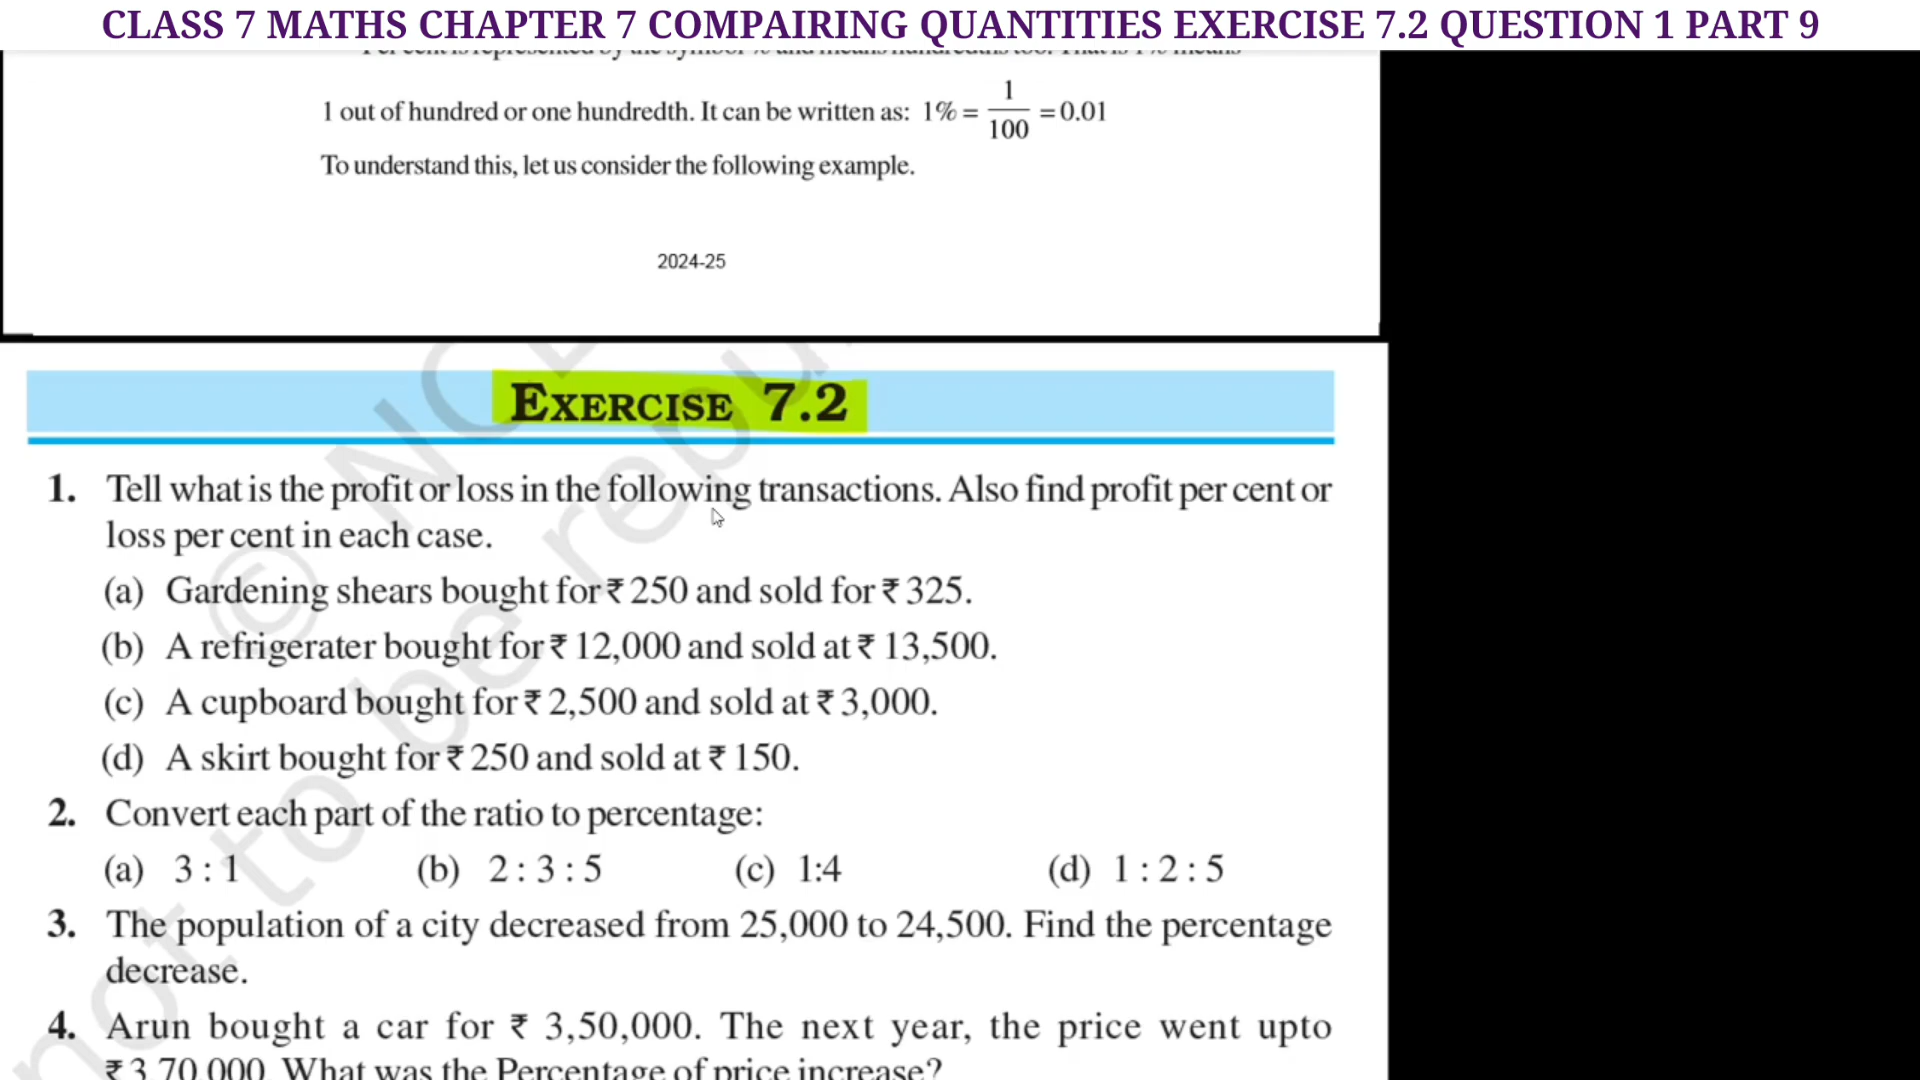 CLASS 7 MATHS CHAPTER 7 COMPAIRING QUANTITIES EXERCISE 7.2 QUESTION 1 PART 9
1 out of hundred or one hundredth. It can be written as: 1% = 1/100 = 0.01
To understand this, let us consider the following example.
2024-25
EXERCISE 7.2
1. Tell what is the profit or loss in the following transactions. Also find profit per cent or
loss per cent in each case.
(a) Gardening shears bought for ₹ 250 and sold for ₹ 325.
(b) A refrigerater bought for ₹ 12,000 and sold at ₹ 13,500.
(c) A cupboard bought for ₹ 2,500 and sold at ₹ 3,000.
(d) A skirt bought for ₹ 250 and sold at ₹ 150.
2. Convert each part of the ratio to percentage:
(a) 3 : 1 (b) 2 : 3 : 5 (c) 1:4 (d) 1 : 2 : 5
3. The population of a city decreased from 25,000 to 24,500. Find the percentage
decrease.
4. Arun bought a car for ₹ 3,50,000. The next year, the price went upto
₹ 3,70,000. What was the Percentage of price increase?
not to be repu
© NCE